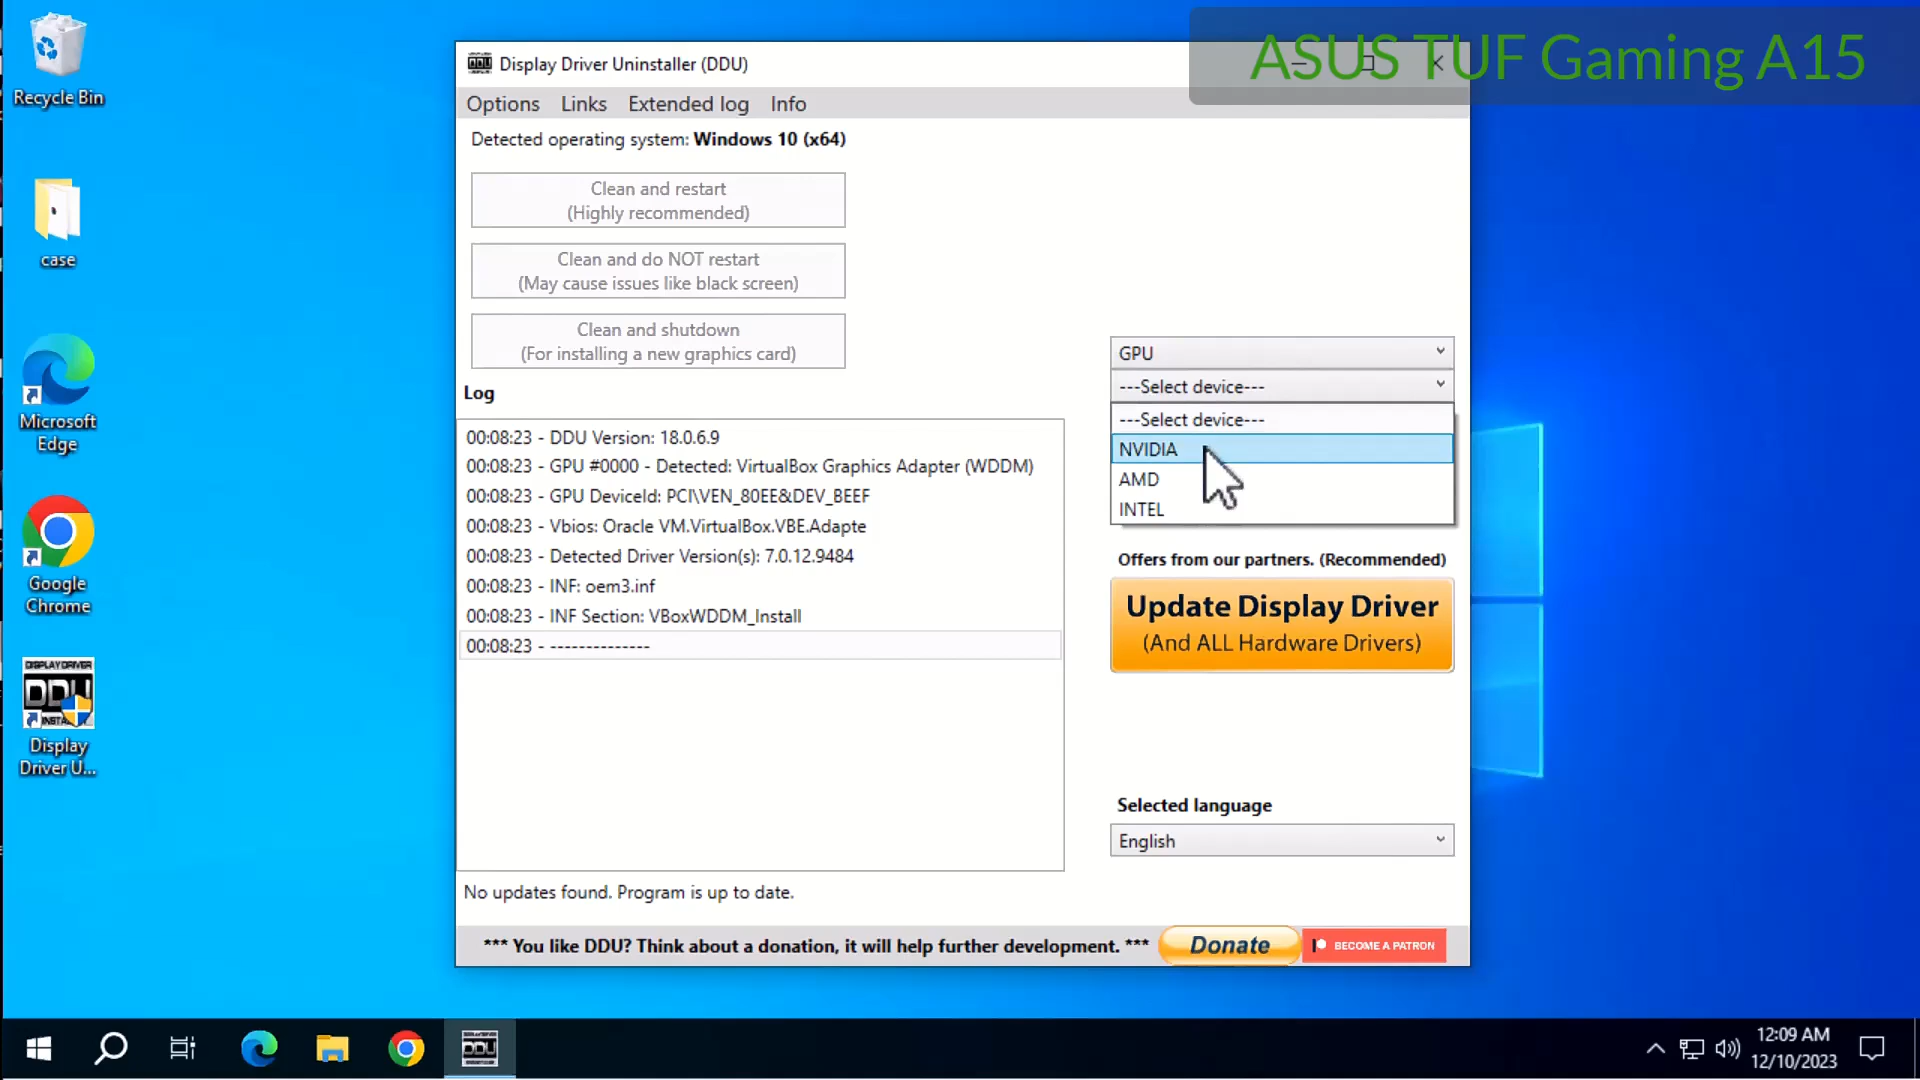 ASUS TUF Gaming A15
Recycle Bin
case
Microsoft
Edge
Google
Chrome
DISPLAY DRIVER
DDU
Display
Driver U...
DDU
Display Driver Uninstaller (DDU)
Options Links Extended log Info
Detected operating system: Windows 10 (x64)
Clean and restart
(Highly recommended)
Clean and do NOT restart
(May cause issues like black screen)
Clean and shutdown
(For installing a new graphics card)
Log
00:08:23 - DDU Version: 18.0.6.9
00:08:23 - GPU #0000 - Detected: VirtualBox Graphics Adapter (WDDM)
00:08:23 - GPU DeviceId: PCI\VEN_80EE&DEV_BEEF
00:08:23 - Vbios: Oracle VM.VirtualBox.VBE.Adapte
00:08:23 - Detected Driver Version(s): 7.0.12.9484
00:08:23 - INF: oem3.inf
00:08:23 - INF Section: VBoxWDDM_Install
00:08:23 - --------------
No updates found. Program is up to date.
GPU
---Select device---
---Select device---
NVIDIA
AMD
INTEL
Offers from our partners. (Recommended)
Update Display Driver
(And ALL Hardware Drivers)
Selected language
English
*** You like DDU? Think about a donation, it will help further development. ***
Donate
BECOME A PATRON
DDU
12:09 AM
12/10/2023